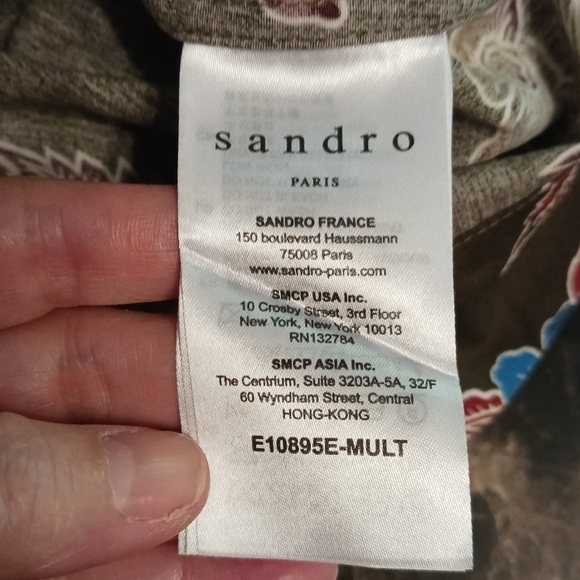 sandro
PARIS
SANDRO FRANCE
150 boulevard Haussmann
75008 Paris
www.sandro-paris.com
SMCP USA Inc.
10 Crosby Street, 3rd Floor
New York, New York 10013
RN132784
SMCP ASIA Inc.
The Centrium, Suite 3203A-5A, 32/F
60 Wyndham Street, Central
HONG-KONG
E10895E-MULT